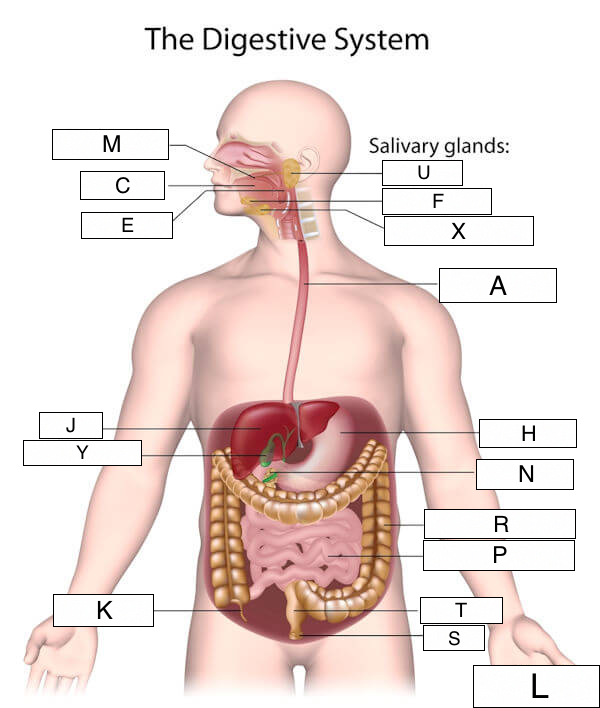 The Digestive System
M
Salivary glands:
U
C
F
E
X
A
J
H
Y
N
R
P
K
T
S
L